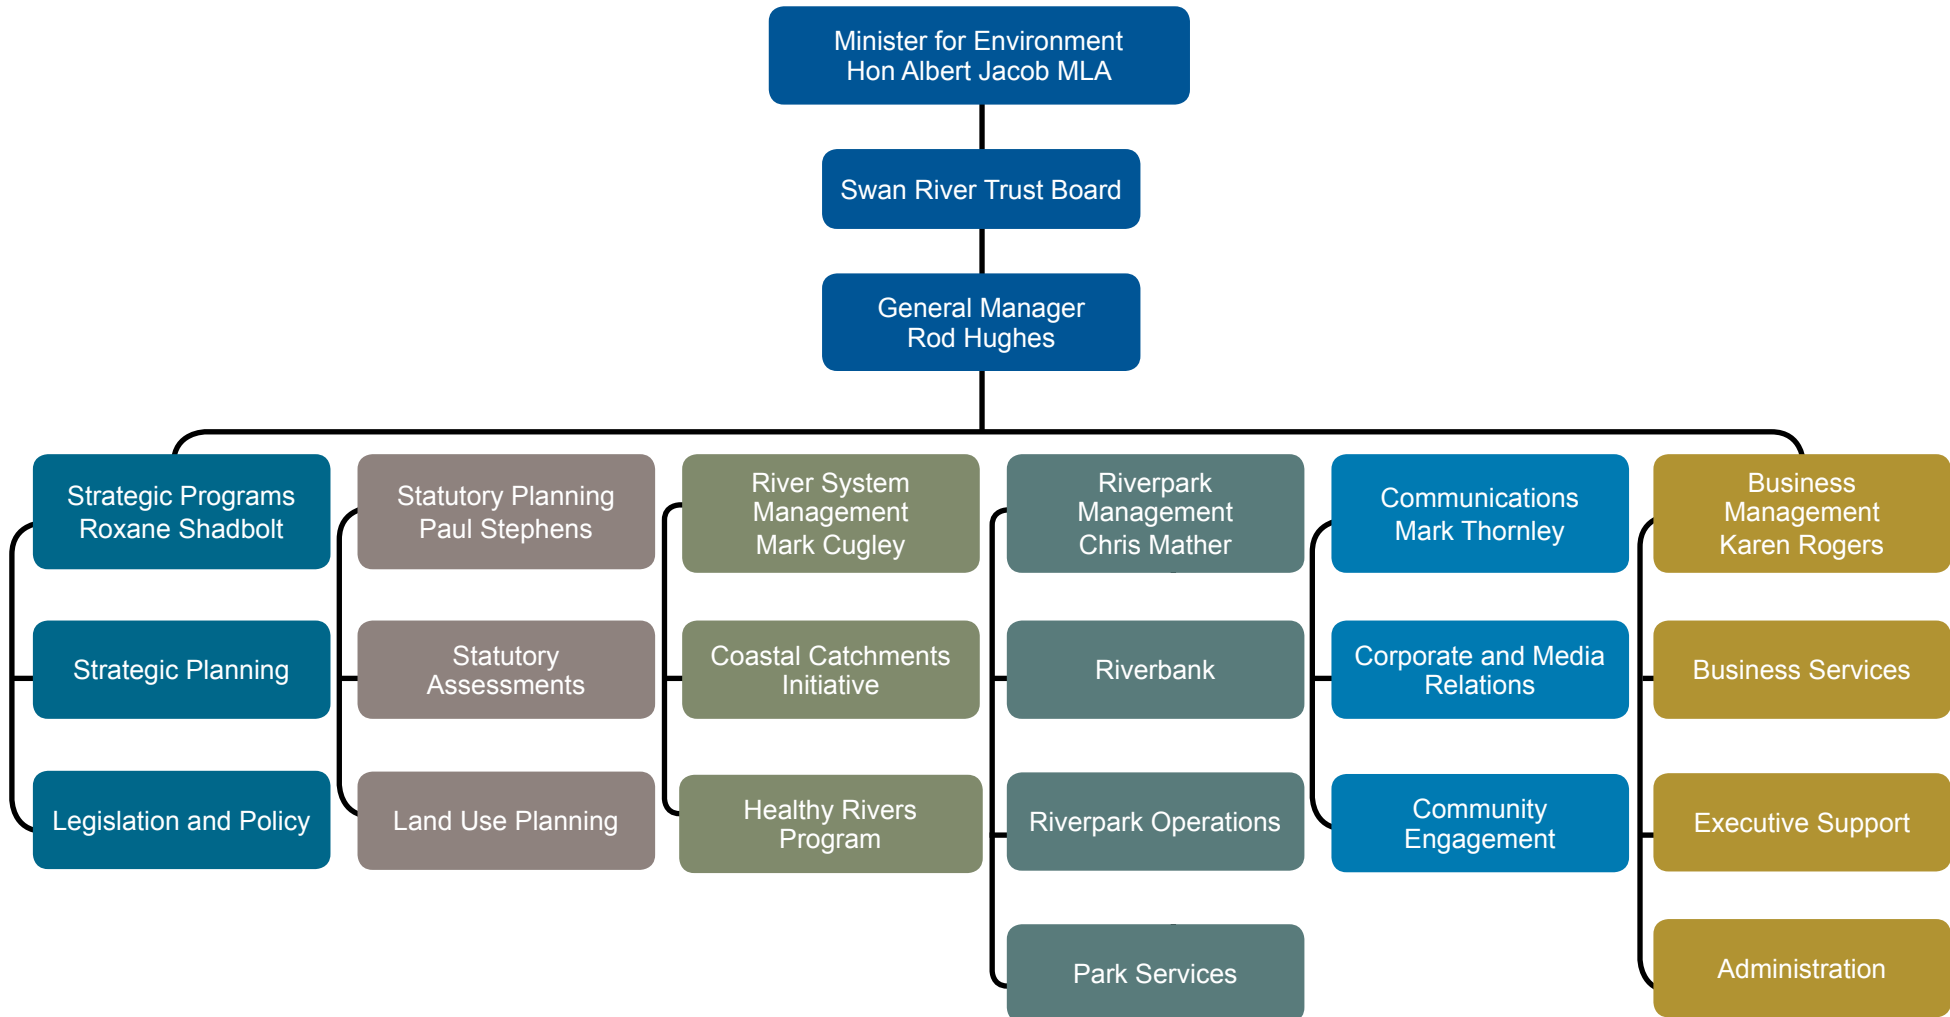 Minister for Environment
Hon Albert Jacob MLA
Swan River Trust Board
General Manager
Rod Hughes
Strategic Programs
Roxane Shadbolt
Strategic Planning
Legislation and Policy
Statutory Planning
Paul Stephens
Statutory
Assessments
Land Use Planning
River System
Management
Mark Cugley
Coastal Catchments
Initiative
Healthy Rivers
Program
Riverpark
Management
Chris Mather
Riverbank
Riverpark Operations
Park Services
Communications
Mark Thornley
Corporate and Media
Relations
Community
Engagement
Business
Management
Karen Rogers
Business Services
Executive Support
Administration